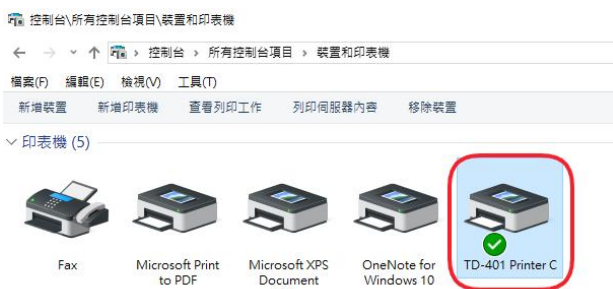 控制台\所有控制台項目\裝置和印表機
控制台 › 所有控制台項目 › 裝置和印表機
檔案(F) 編輯(E) 檢視(V) 工具(T)
新增裝置 新增印表機 查看列印工作 列印伺服器內容 移除裝置
印表機 (5)
Fax
Microsoft Print
to PDF
Microsoft XPS
Document
OneNote for
Windows 10
TD-401 Printer C